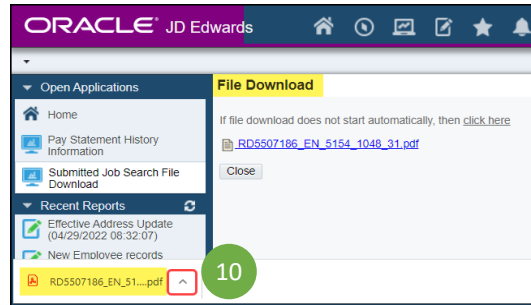 ORACLE® JD Edwards
Open Applications
Home
Pay Statement History
Information
Submitted Job Search File
Download
Recent Reports
Effective Address Update
(04/29/2022 08:32:07)
New Employee records
File Download
If file download does not start automatically, then click here
RD5507186_EN_5154_1048_31.pdf
Close
RD5507186_EN_51....pdf
10